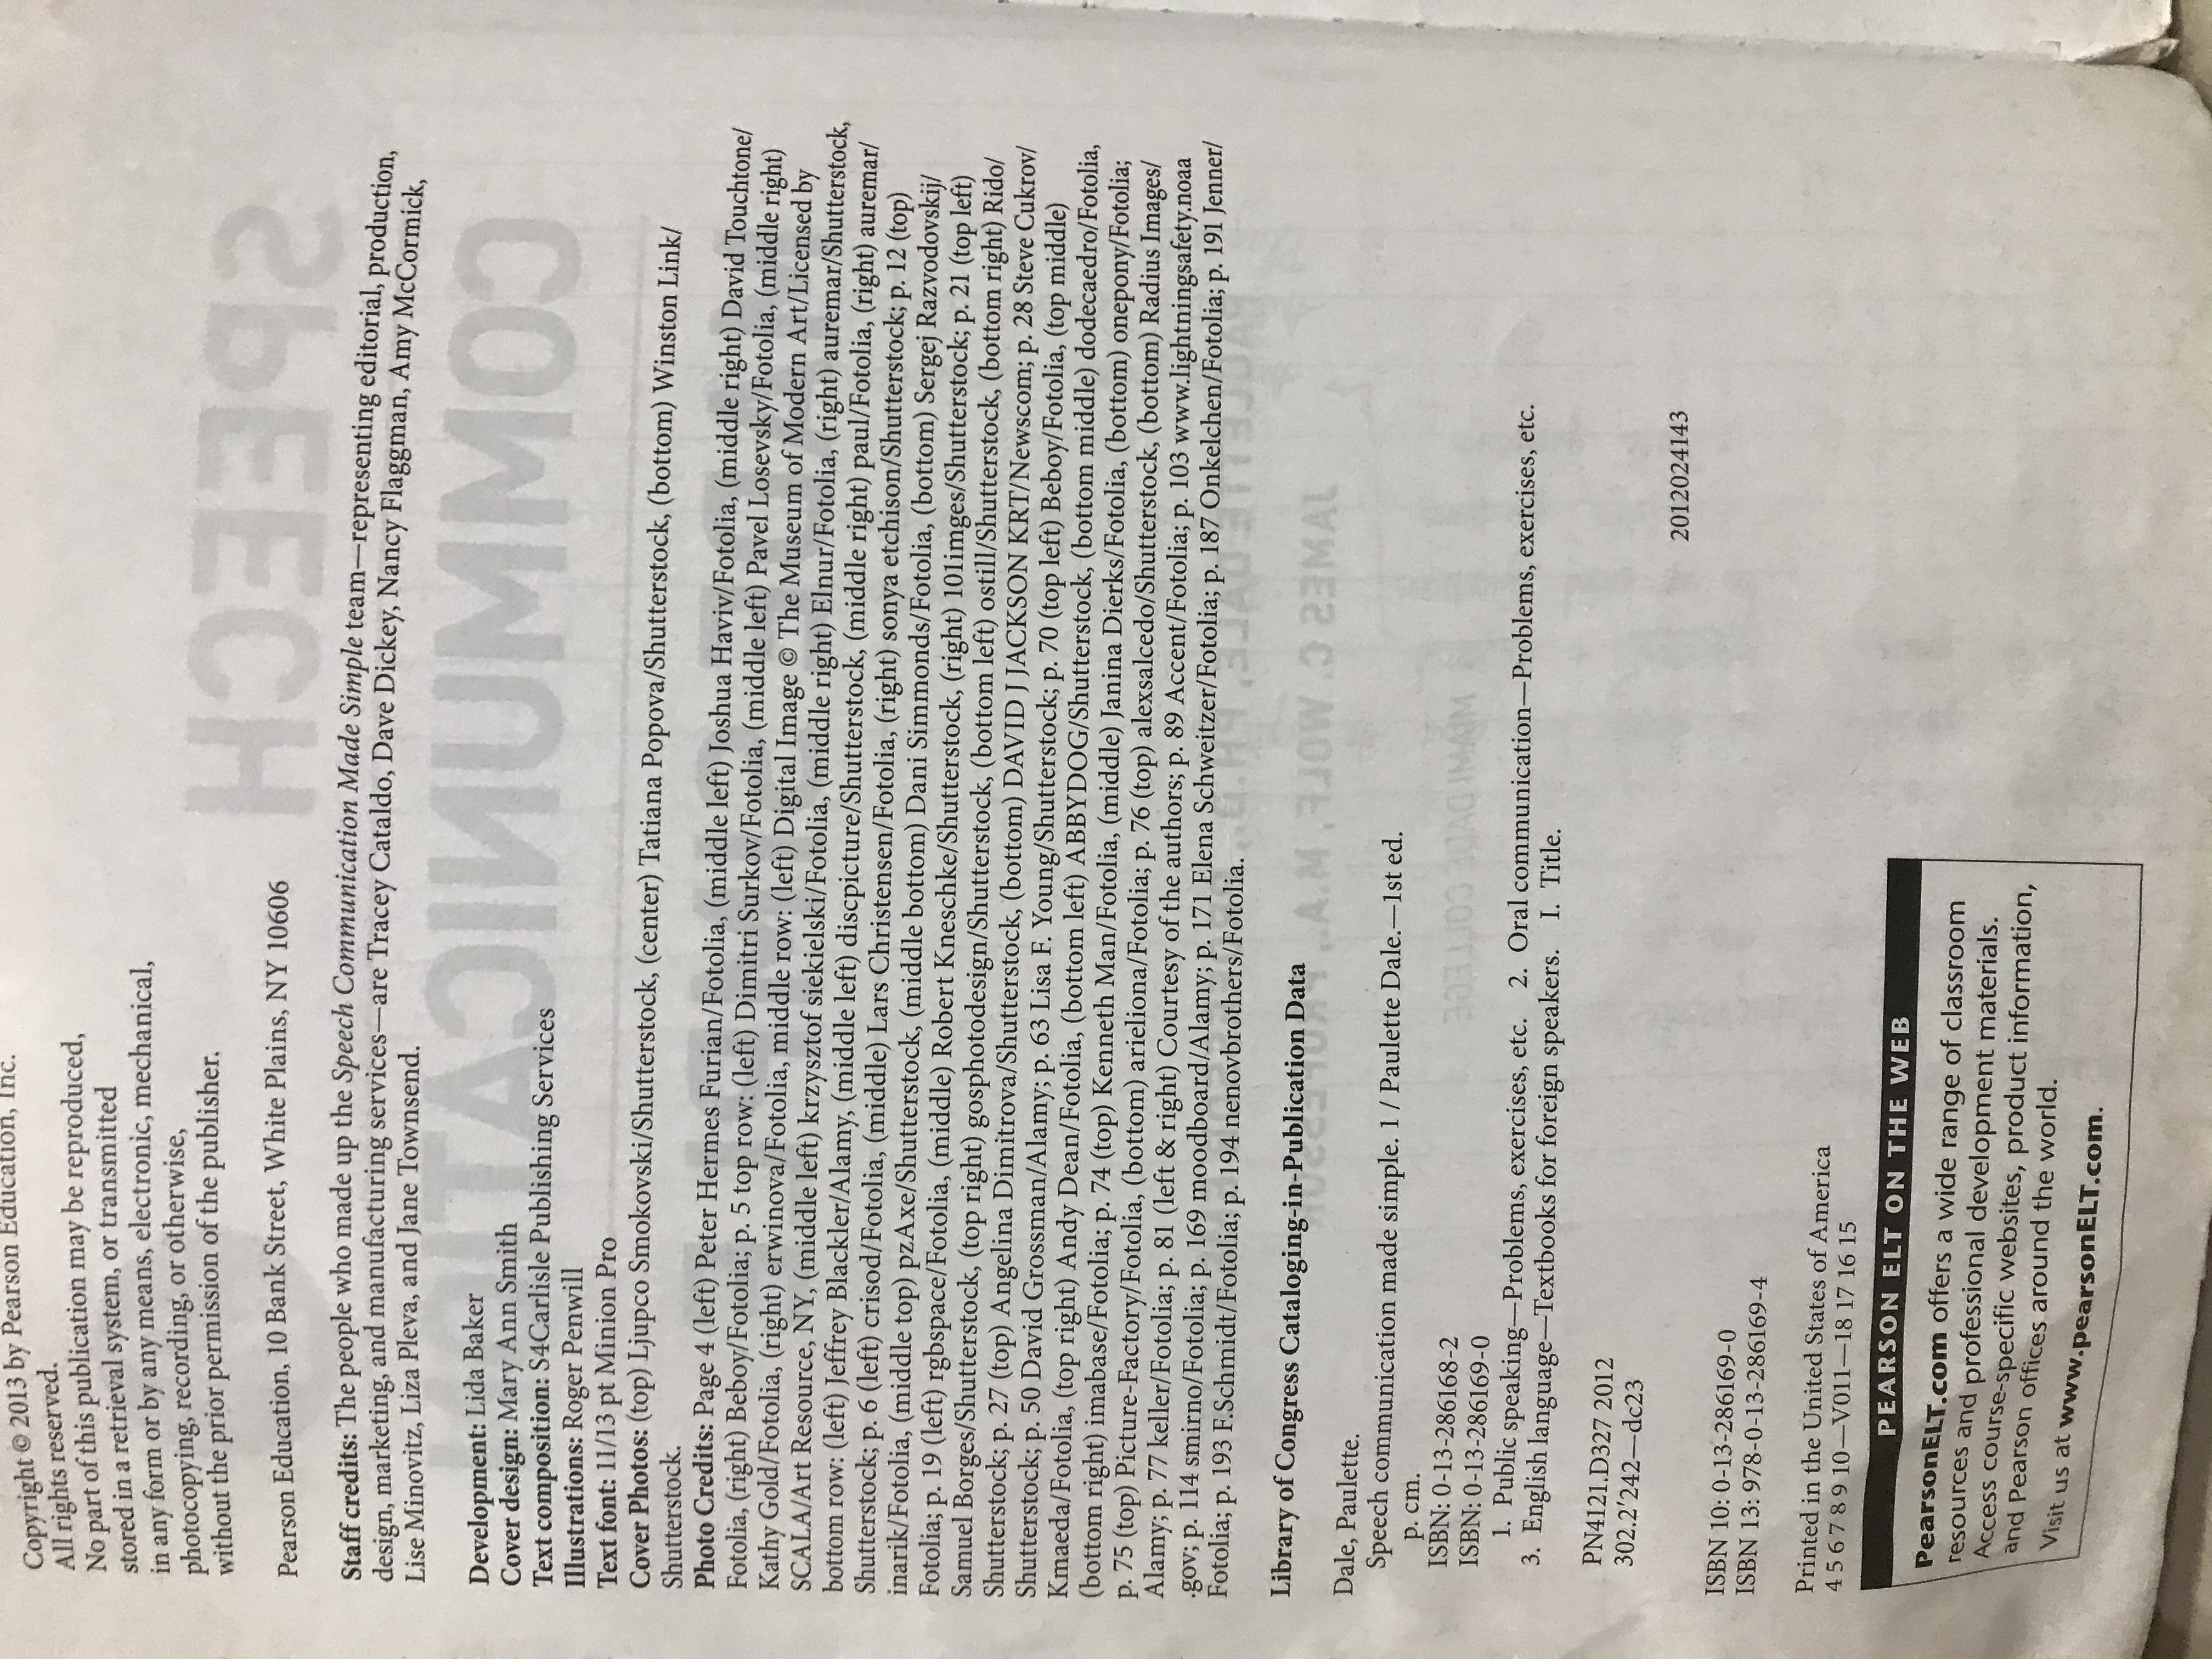 Copyright © 2013 by Pearson Education, Inc.
All rights reserved.
No part of this publication may be reproduced,
stored in a retrieval system, or transmitted
in any form or by any means, electronic, mechanical,
photocopying, recording, or otherwise,
without the prior permission of the publisher.
Pearson Education, 10 Bank Street, White Plains, NY 10606
Staff credits: The people who made up the Speech Communication Made Simple team—representing editorial, production,
design, marketing, and manufacturing services—are Tracey Cataldo, Dave Dickey, Nancy Flaggman, Amy McCormick,
Lise Minovitz, Liza Pleva, and Jane Townsend.
Development: Lida Baker
Cover design: Mary Ann Smith
Text composition: S4Carlisle Publishing Services
Illustrations: Roger Penwill
Text font: 11/13 pt Minion Pro
Cover Photos: (top) Ljupco Smokovski/Shutterstock, (center) Tatiana Popova/Shutterstock, (bottom) Winston Link/
Shutterstock.
Photo Credits: Page 4 (left) Peter Hermes Furian/Fotolia, (middle left) Joshua Haviv/Fotolia, (middle right) David Touchtone/
Fotolia, (right) Beboy/Fotolia; p. 5 top row: (left) Dimitri Surkov/Fotolia, (middle left) Pavel Losevsky/Fotolia, (middle right)
Kathy Gold/Fotolia, (right) erwinova/Fotolia, middle row: (left) Digital Image © The Museum of Modern Art/Licensed by
SCALA/Art Resource, NY, (middle left) krzysztof siekielski/Fotolia, (middle right) Elnur/Fotolia, (right) auremar/Shutterstock,
bottom row: (left) Jeffrey Blackler/Alamy, (middle left) discpicture/Shutterstock, (middle right) paul/Fotolia, (right) auremar/
Shutterstock; p. 6 (left) crisod/Fotolia, (middle) Lars Christensen/Fotolia, (right) sonya etchison/Shutterstock; p. 12 (top)
inarik/Fotolia, (middle top) pzAxe/Shutterstock, (middle bottom) Dani Simmonds/Fotolia, (bottom) Sergej Razvodovskij/
Fotolia; p. 19 (left) rgbspace/Fotolia, (middle) Robert Kneschke/Shutterstock, (right) 101imges/Shutterstock; p. 21 (top left)
Samuel Borges/Shutterstock, (top right) gosphotodesign/Shutterstock, (bottom left) ostill/Shutterstock, (bottom right) Rido/
Shutterstock; p. 27 (top) Angelina Dimitrova/Shutterstock, (bottom) DAVID J JACKSON KRT/Newscom; p. 28 Steve Cukrov/
Shutterstock; p. 50 David Grossman/Alamy; p. 63 Lisa F. Young/Shutterstock; p. 70 (top left) Beboy/Fotolia, (top middle)
Kmaeda/Fotolia, (top right) Andy Dean/Fotolia, (bottom left) ABBYDOG/Shutterstock, (bottom middle) dodecaedro/Fotolia,
(bottom right) imabase/Fotolia; p. 74 (top) Kenneth Man/Fotolia, (middle) Janina Dierks/Fotolia, (bottom) onepony/Fotolia;
p. 75 (top) Picture-Factory/Fotolia, (bottom) arieliona/Fotolia; p. 76 (top) alexsalcedo/Shutterstock, (bottom) Radius Images/
Alamy; p. 77 keller/Fotolia; p. 81 (left & right) Courtesy of the authors; p. 89 Accent/Fotolia; p. 103 www.lightningsafety.noaa
.gov; p. 114 smirno/Fotolia; p. 169 moodboard/Alamy; p. 171 Elena Schweitzer/Fotolia; p. 187 Onkelchen/Fotolia; p. 191 Jenner/
Fotolia; p. 193 F.Schmidt/Fotolia; p. 194 nenovbrothers/Fotolia.
Library of Congress Cataloging-in-Publication Data
Dale, Paulette.
Speech communication made simple. 1 / Paulette Dale.—1st ed.
p. cm.
ISBN: 0-13-286168-2
ISBN: 0-13-286169-0
1. Public speaking—Problems, exercises, etc. 2. Oral communication—Problems, exercises, etc.
3. English language—Textbooks for foreign speakers. I. Title.
PN4121.D327 2012
302.2′242—dc23
2012024143
ISBN 10: 0-13-286169-0
ISBN 13: 978-0-13-286169-4
Printed in the United States of America
4 5 6 7 8 9 10—V011—18 17 16 15
PEARSON ELT ON THE WEB
PearsonELT.com offers a wide range of classroom
resources and professional development materials.
Access course-specific websites, product information,
and Pearson offices around the world.
Visit us at www.pearsonELT.com.